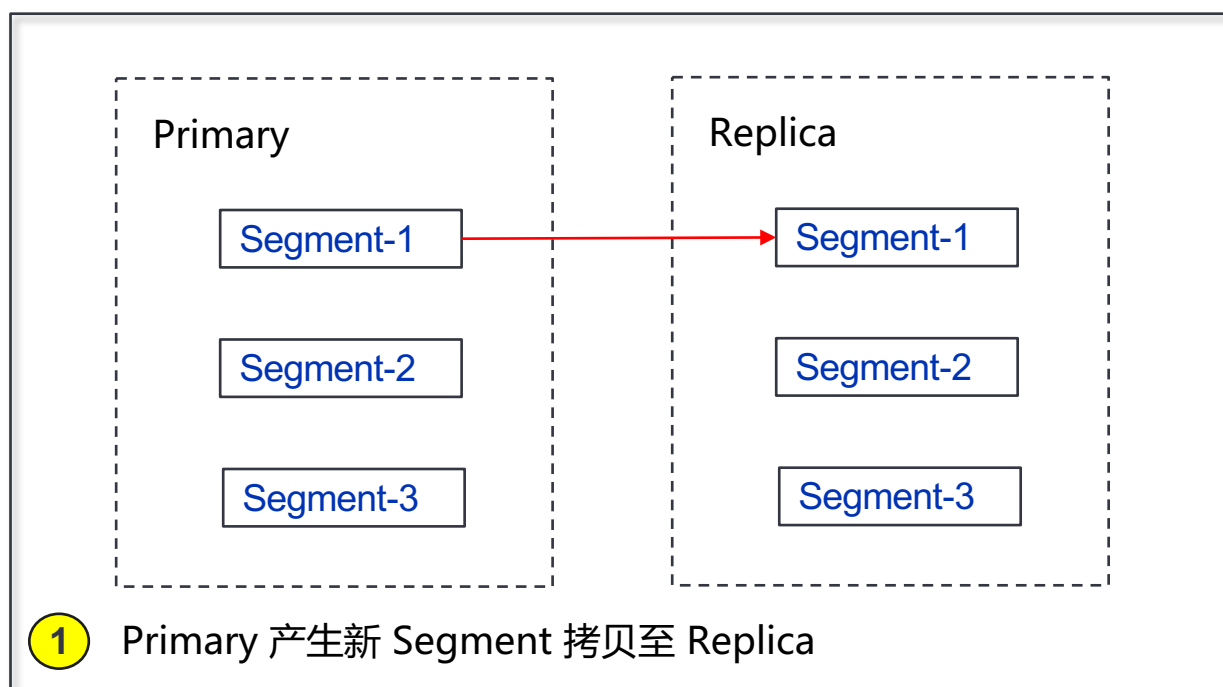 Primary
Replica
Segment-1
Segment-1
Segment-2
Segment-2
Segment-3
Segment-3
1 Primary 产生新 Segment 拷贝至 Replica